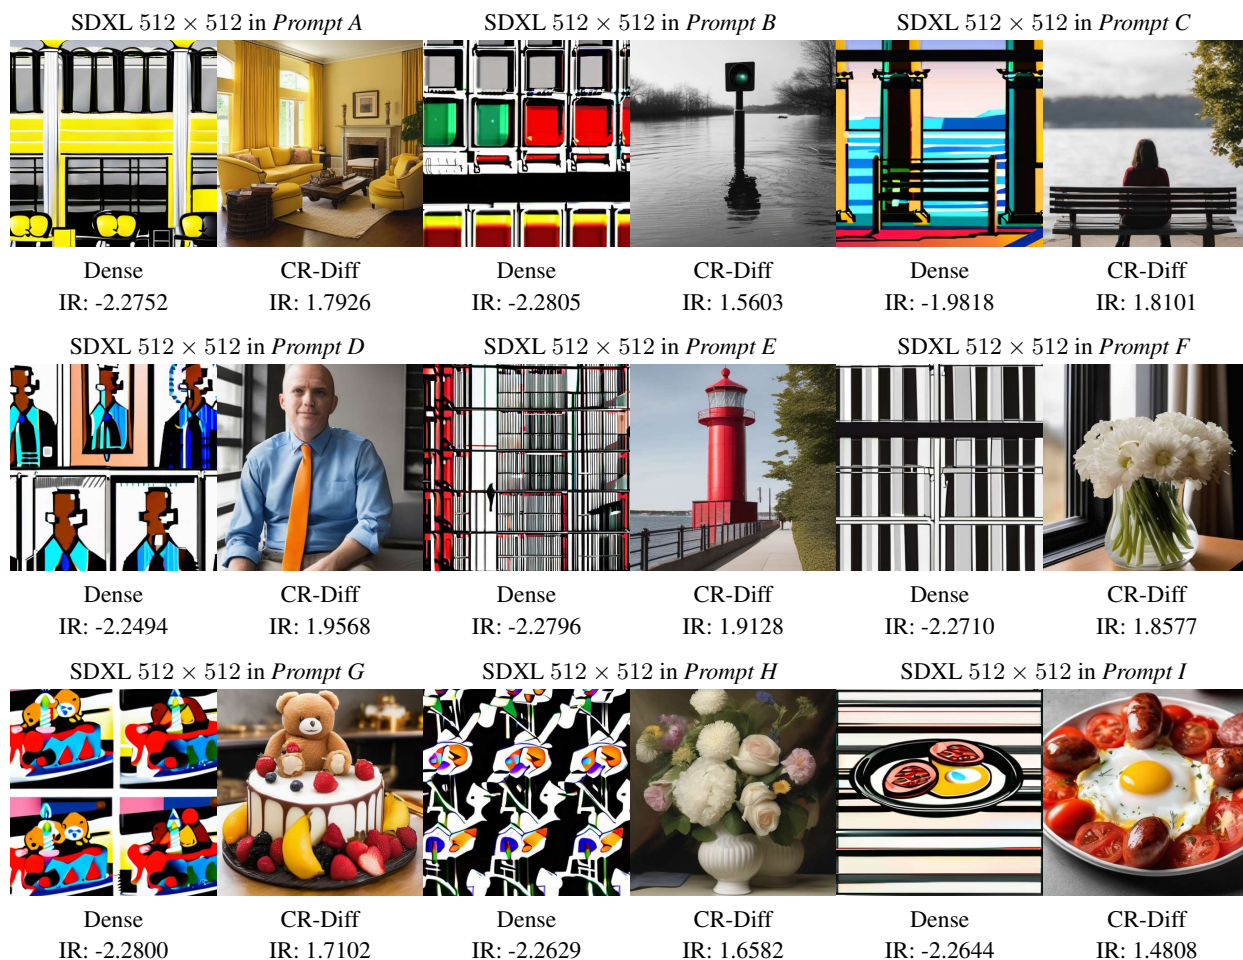 SDXL 512 × 512 in Prompt A SDXL 512 × 512 in Prompt B SDXL 512 × 512 in Prompt C
Dense CR-Diff Dense CR-Diff Dense CR-Diff
IR: -2.2752 IR: 1.7926 IR: -2.2805 IR: 1.5603 IR: -1.9818 IR: 1.8101
SDXL 512 × 512 in Prompt D SDXL 512 × 512 in Prompt E SDXL 512 × 512 in Prompt F
Dense CR-Diff Dense CR-Diff Dense CR-Diff
IR: -2.2494 IR: 1.9568 IR: -2.2796 IR: 1.9128 IR: -2.2710 IR: 1.8577
SDXL 512 × 512 in Prompt G SDXL 512 × 512 in Prompt H SDXL 512 × 512 in Prompt I
Dense CR-Diff Dense CR-Diff Dense CR-Diff
IR: -2.2800 IR: 1.7102 IR: -2.2629 IR: 1.6582 IR: -2.2644 IR: 1.4808